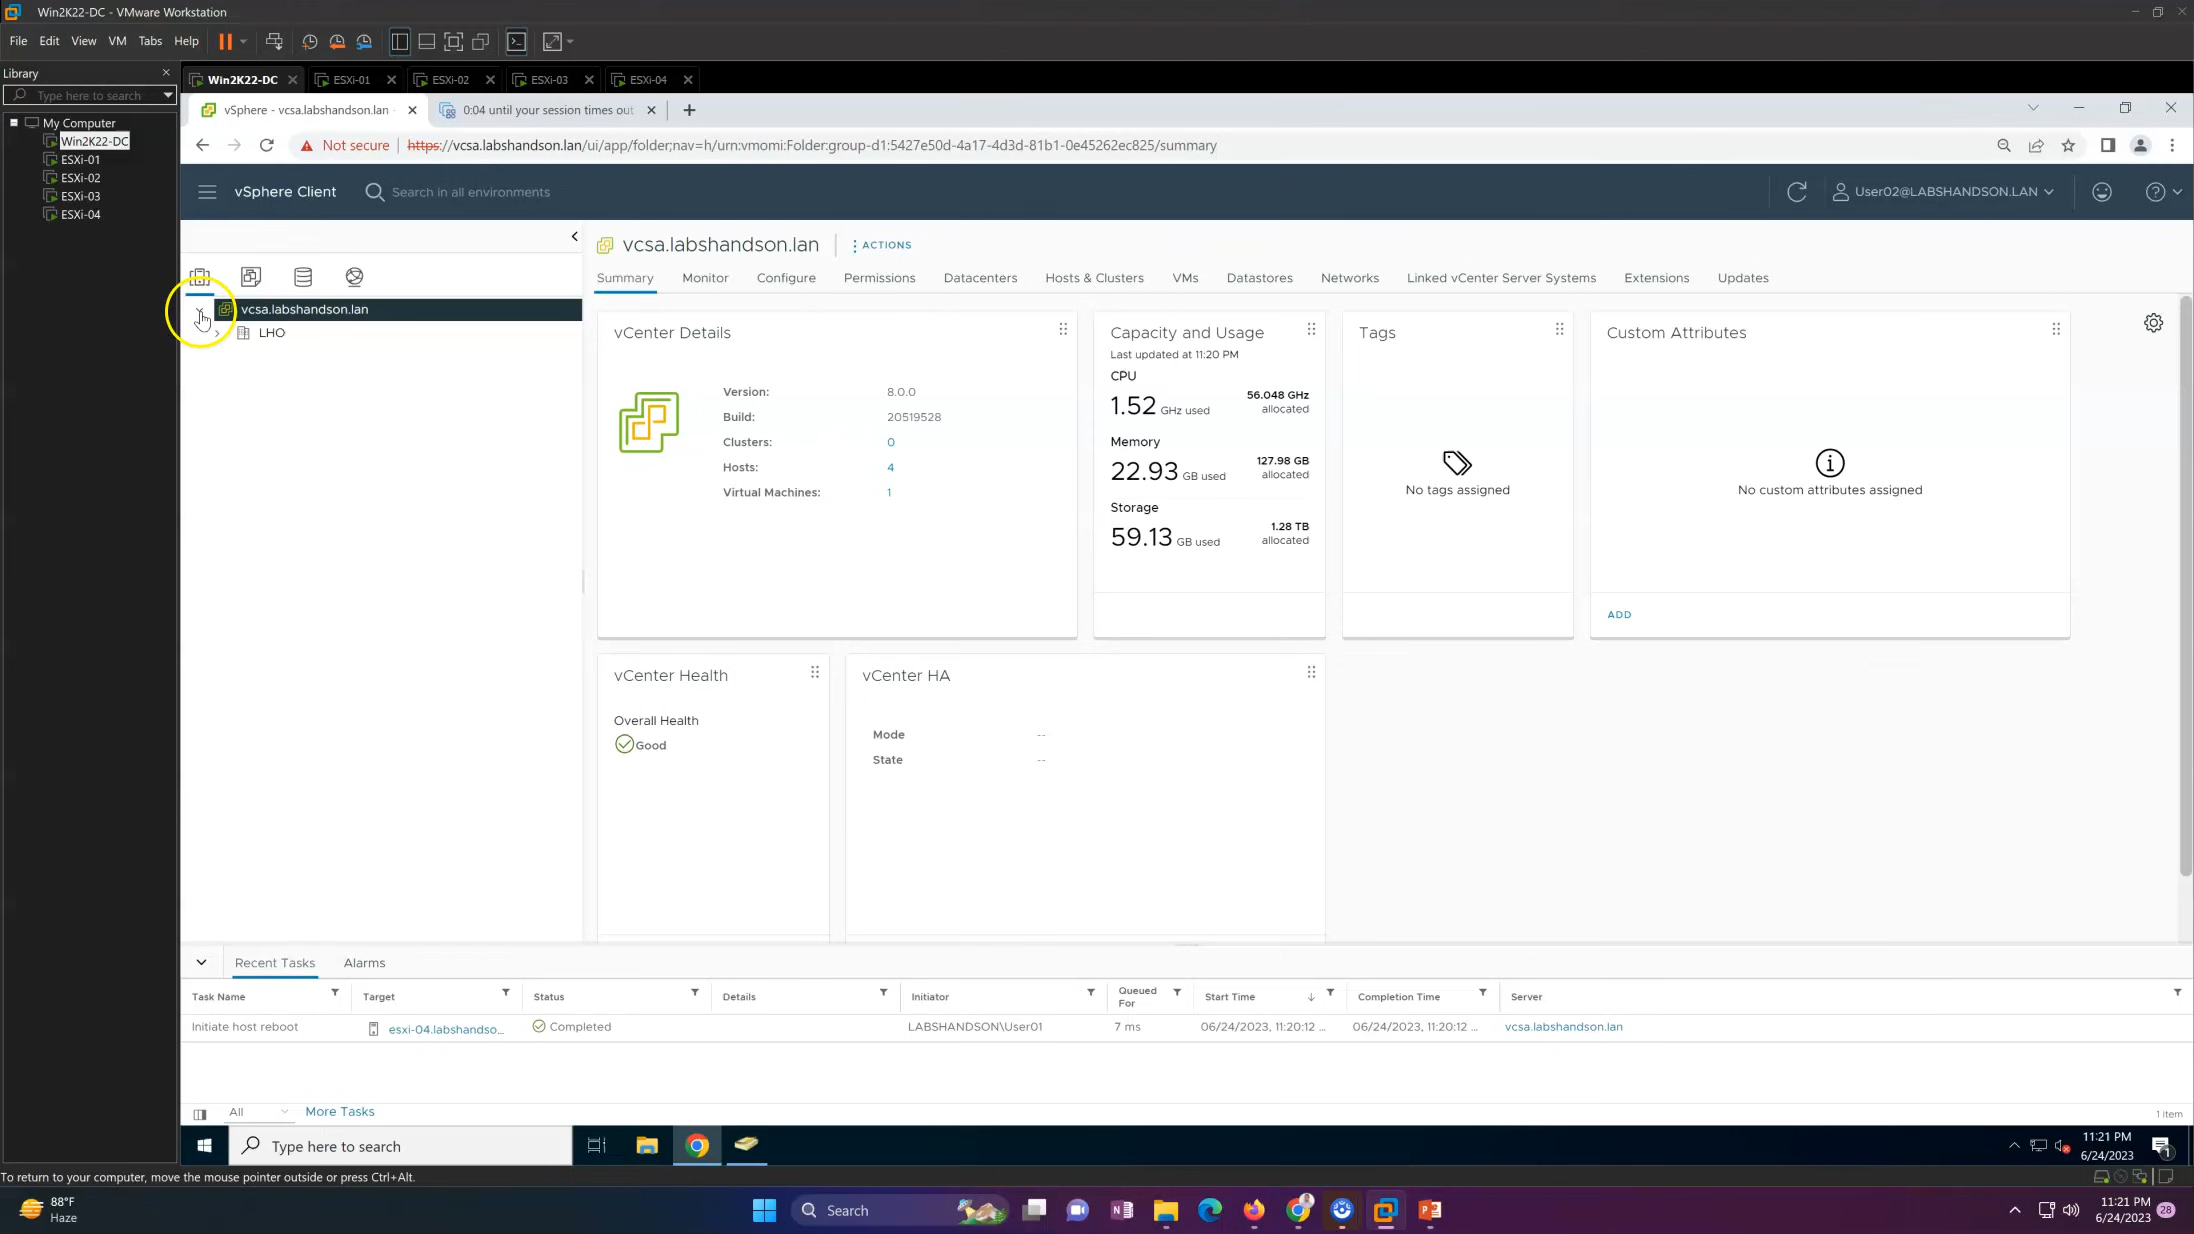 Win2K22-DC - VMware Workstation
File Edit View VM Tabs Help
Library
Win2K22-DC ESXi-01 ESXi-02 ESXi-03 ESXi-04
Type here to search
My Computer
Win2K22-DC
ESXi-01
ESXi-02
ESXi-03
ESXi-04
vSphere - vcsa.labshandson.lan - 0:04 until your session times out
Not secure https://vcsa.labshandson.lan/ui/app/folder;nav=h/urn:vmomi:Folder:group-d1:5427e50d-4a17-4d3d-81b1-0e45262ec825/summary
vSphere Client Search in all environments User02@LABSHANDSON.LAN
vcsa.labshandson.lan
LHO
vcsa.labshandson.lan ACTIONS
Summary Monitor Configure Permissions Datacenters Hosts & Clusters VMs Datastores Networks Linked vCenter Server Systems Extensions Updates
vCenter Details
Version: 8.0.0
Build: 20519528
Clusters: 0
Hosts: 4
Virtual Machines: 1
Capacity and Usage
Last updated at 11:20 PM
CPU
1.52 GHz used 56.048 GHz allocated
Memory
22.93 GB used 127.98 GB allocated
Storage
59.13 GB used 1.28 TB allocated
Tags
No tags assigned
Custom Attributes
No custom attributes assigned
ADD
vCenter Health
Overall Health
Good
vCenter HA
Mode --
State --
Recent Tasks Alarms
Task Name Target Status Details Initiator Queued For Start Time Completion Time Server
Initiate host reboot esxi-04.labshandso... Completed LABSHANDSON\User01 7 ms 06/24/2023, 11:20:12 ... 06/24/2023, 11:20:12 ... vcsa.labshandson.lan
All More Tasks 1 item
Type here to search
11:21 PM
6/24/2023
1
To return to your computer, move the mouse pointer outside or press Ctrl+Alt.
88°F
Haze
Search
11:21 PM
6/24/2023
28